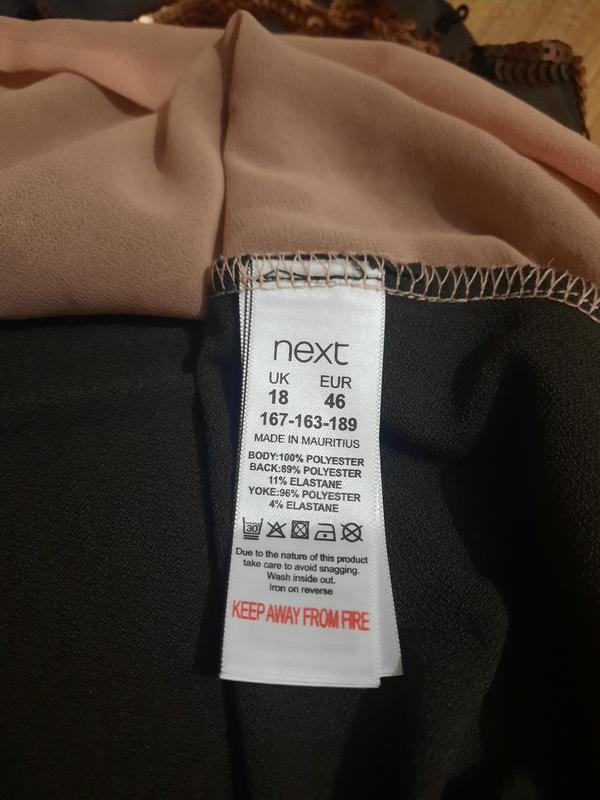 next
UK EUR
18 46
167-163-189
MADE IN MAURITIUS
BODY:100% POLYESTER
BACK:89% POLYESTER
11% ELASTANE
YOKE:96% POLYESTER
4% ELASTANE
30
Due to the nature of this product
take care to avoid snagging.
Wash inside out.
Iron on reverse
KEEP AWAY FROM FIRE